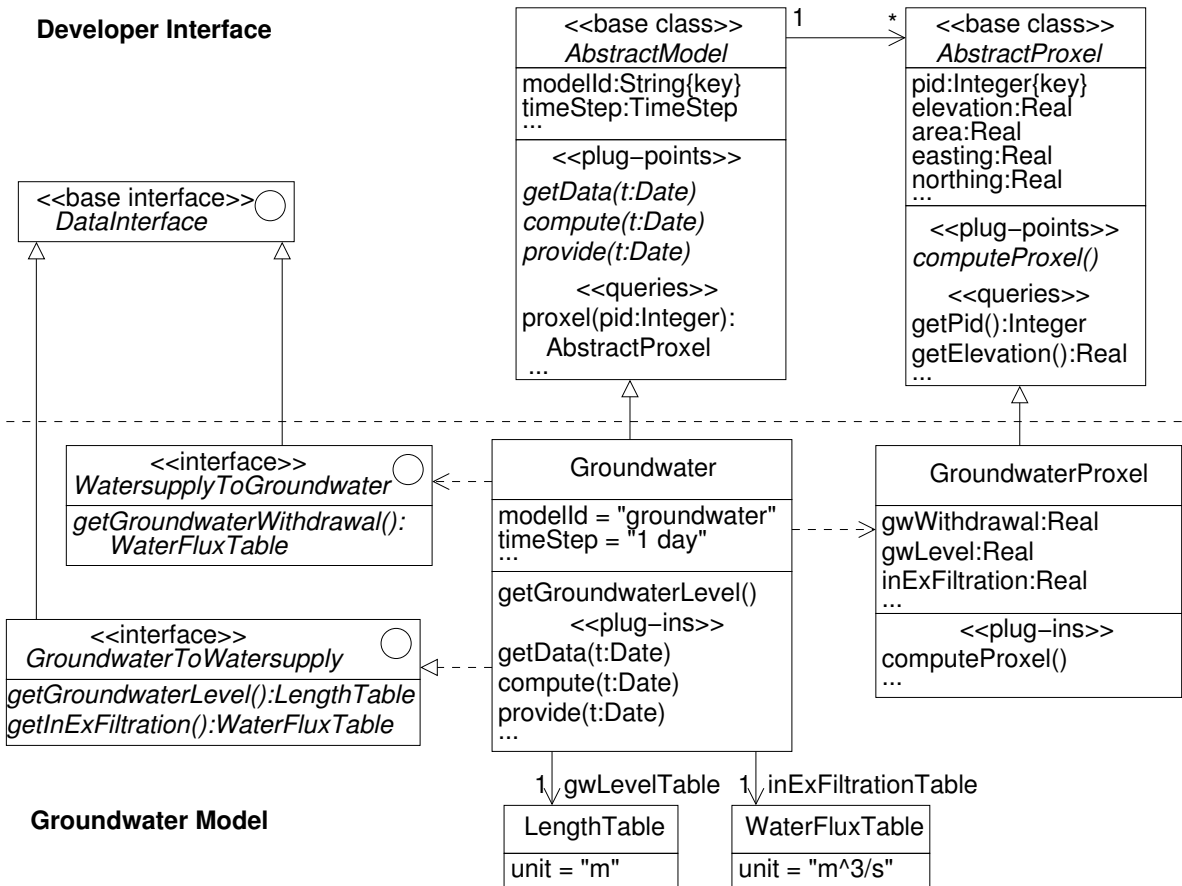 Developer Interface
<<base class>>
AbstractModel
modelId:String{key}
timeStep:TimeStep
...
<<plug−points>>
getData(t:Date)
compute(t:Date)
provide(t:Date)
<<queries>>
proxel(pid:Integer):
AbstractProxel
...
1
*
<<base class>>
AbstractProxel
pid:Integer{key}
elevation:Real
area:Real
easting:Real
northing:Real
...
<<plug−points>>
computeProxel()
<<queries>>
getPid():Integer
getElevation():Real
...
<<base interface>>
DataInterface
<<interface>>
WatersupplyToGroundwater
getGroundwaterWithdrawal():
WaterFluxTable
<<interface>>
GroundwaterToWatersupply
getGroundwaterLevel():LengthTable
getInExFiltration():WaterFluxTable
Groundwater
modelId = "groundwater"
timeStep = "1 day"
...
getGroundwaterLevel()
<<plug−ins>>
getData(t:Date)
compute(t:Date)
provide(t:Date)
...
GroundwaterProxel
gwWithdrawal:Real
gwLevel:Real
inExFiltration:Real
...
<<plug−ins>>
computeProxel()
...
1 gwLevelTable
1 inExFiltrationTable
Groundwater Model
LengthTable
unit = "m"
WaterFluxTable
unit = "m^3/s"